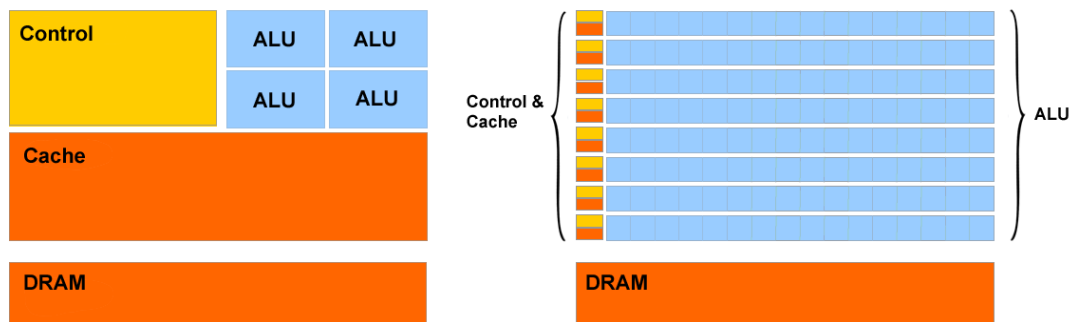 Control
ALU
ALU
ALU
ALU
Cache
DRAM
Control &
Cache
ALU
DRAM